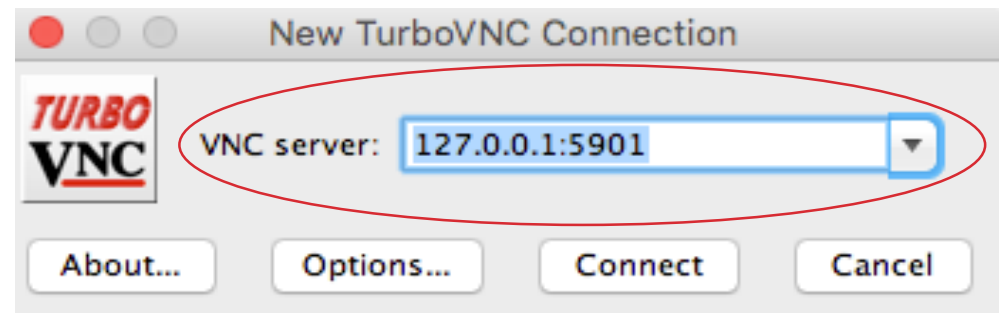 New TurboVNC Connection
TURBO
VNC
VNC server: 127.0.0.1:5901
About... Options... Connect Cancel